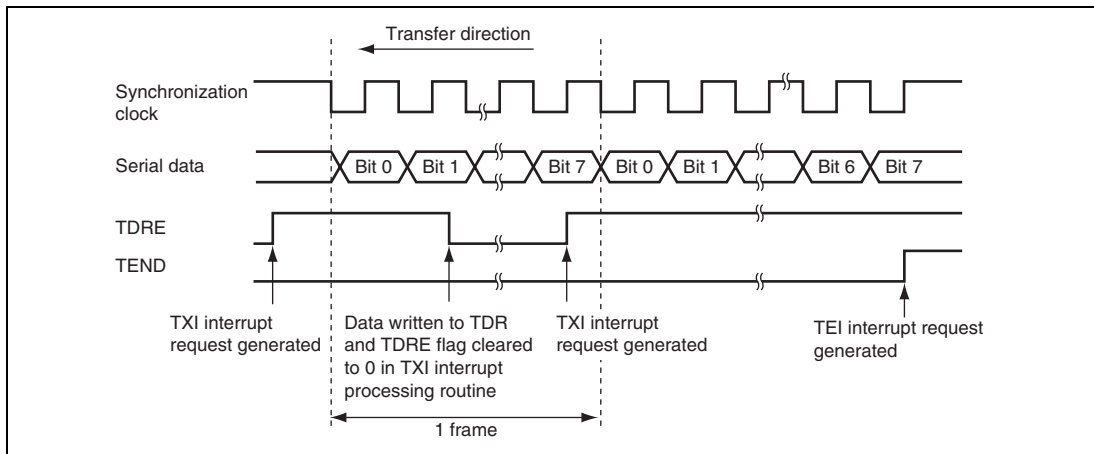 Transfer direction
Synchronization
clock
Serial data
Bit 0
Bit 1
Bit 7
Bit 0
Bit 1
Bit 6
Bit 7
TDRE
TEND
TXI interrupt
request generated
Data written to TDR
and TDRE flag cleared
to 0 in TXI interrupt
processing routine
TXI interrupt
request generated
TEI interrupt request
generated
1 frame